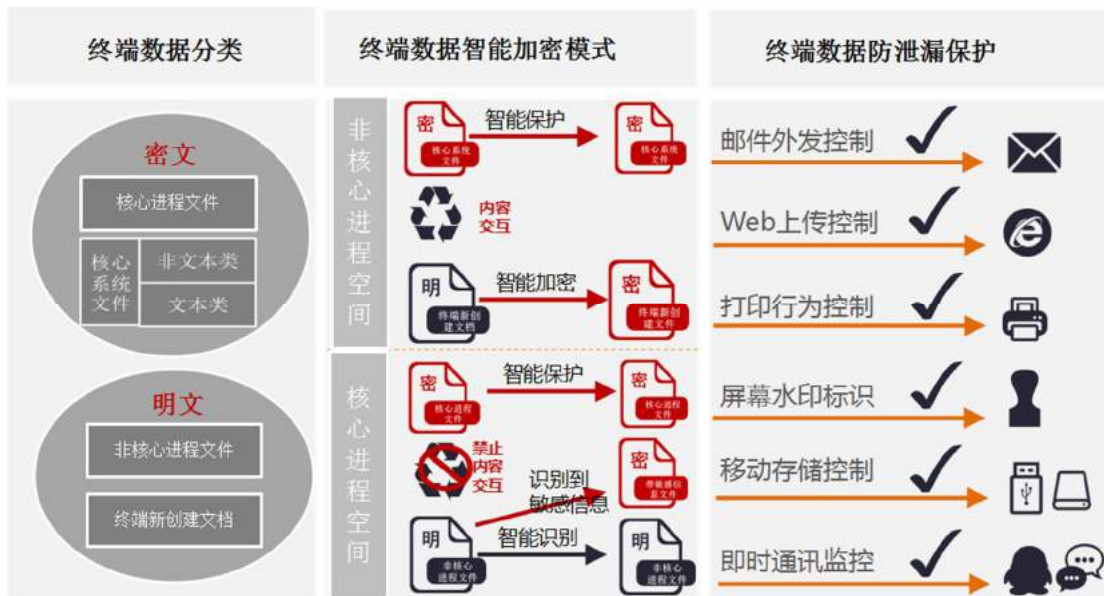 终端数据分类
终端数据智能加密模式
终端数据防泄漏保护
密文
核心进程文件
核心
系统
文件
非文本类
文本类
明文
非核心进程文件
终端新创建文档
非核心进程空间
密
核心系统
文件
智能保护
密
核心系统
文件
内容
交互
明
终端新创
建文档
智能加密
密
终端新创
建文件
核心进程空间
密
核心进程
文件
智能保护
密
核心进程
文件
禁止
内容
交互
识别到
敏感信息
密
带敏感信
息文件
明
非核心
进程文件
智能识别
明
非核心
进程文件
邮件外发控制
Web上传控制
打印行为控制
屏幕水印标识
移动存储控制
即时通讯监控